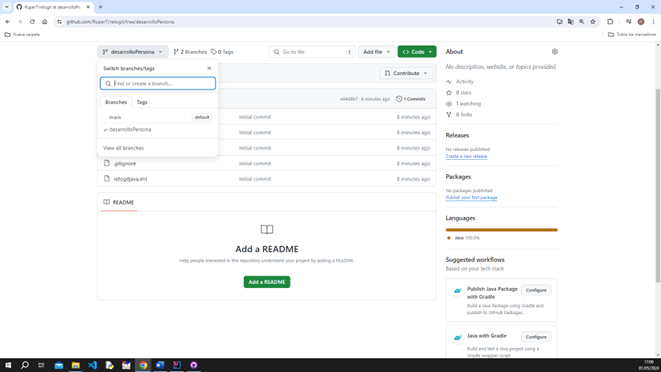 RuperT/retogit at desarrolloPersona
github.com/RuperT/retogit/tree/desarrolloPersona
Nueva carpeta
Todos los marcadores
desarrolloPersona
2 Branches
0 Tags
Go to file
t
Add file
Code
Switch branches/tags
Find or create a branch...
Branches
Tags
main
default
desarrolloPersona
View all branches
Contribute
8 minutes ago
1 Commits
Initial commit
8 minutes ago
Initial commit
8 minutes ago
Initial commit
8 minutes ago
.gitignore
Initial commit
8 minutes ago
retogitjava.iml
Initial commit
8 minutes ago
README
Add a README
Help people interested in this repository understand your project by adding a README.
Add a README
About
No description, website, or topics provided.
Activity
0 stars
1 watching
0 forks
Releases
No releases published
Create a new release
Packages
No packages published
Publish your first package
Languages
Java 100.0%
Suggested workflows
Based on your tech stack
Publish Java Package
with Gradle
Configure
Build a Java Package using Gradle and
publish to GitHub Packages.
Java with Gradle
Configure
Build and test a Java project using a
Gradle wrapper script.
17:09
01/05/2024